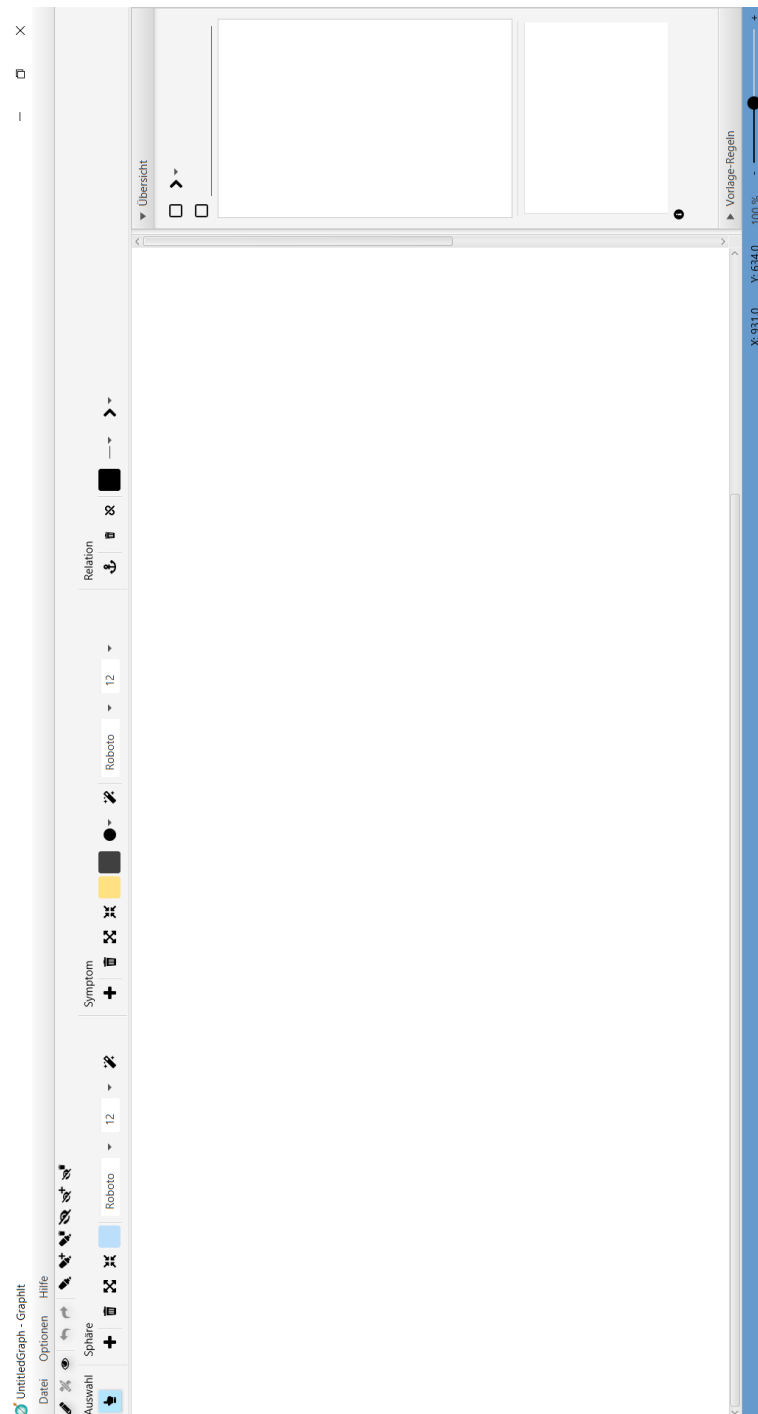 UntitledGraph - GraphIt
Datei Optionen Hilfe
Auswahl Sphäre Symptom Relation
Roboto 12 Roboto 12
Übersicht
Vorlage-Regeln
X: 931.0 Y: 634.0 100 % - +